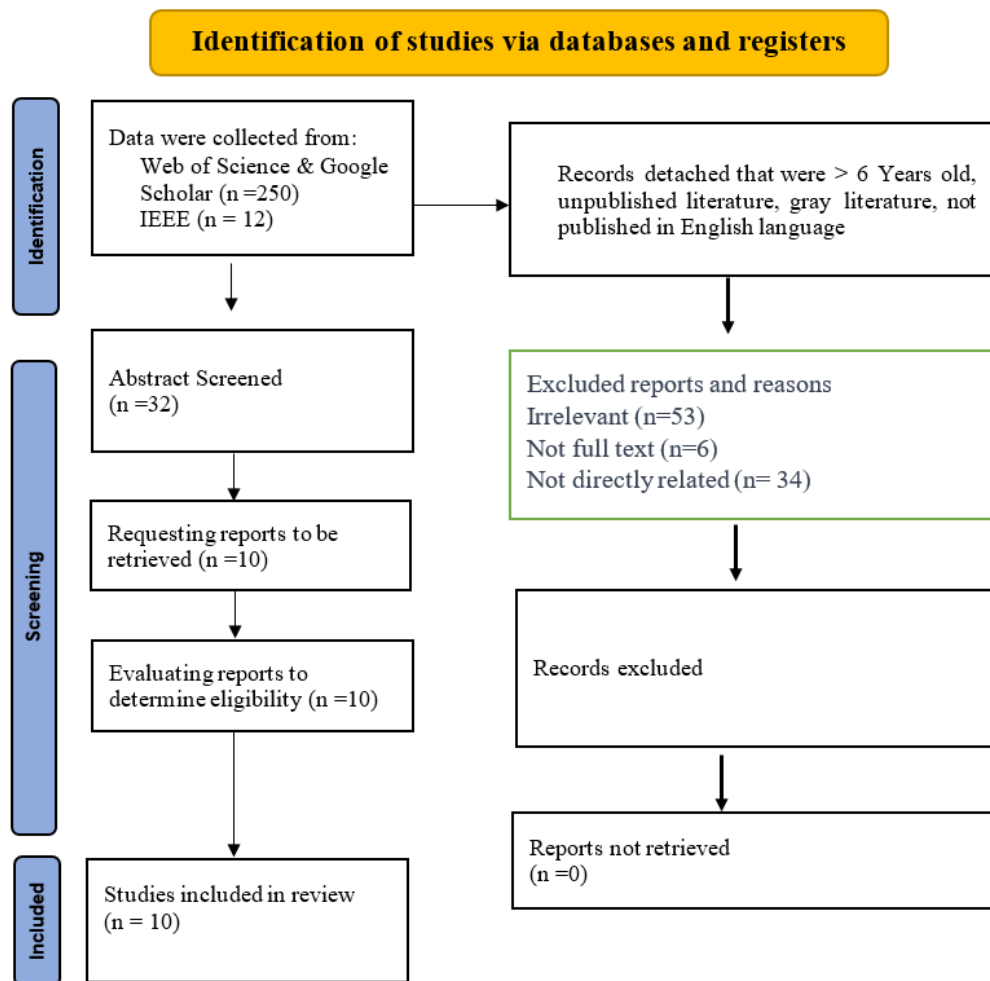 Identification of studies via databases and registers
Identification
Data were collected from:
Web of Science & Google
Scholar (n =250)
IEEE (n = 12)
Records detached that were > 6 Years old,
unpublished literature, gray literature, not
published in English language
Screening
Abstract Screened
(n =32)
Excluded reports and reasons
Irrelevant (n=53)
Not full text (n=6)
Not directly related (n= 34)
Requesting reports to be
retrieved (n =10)
Evaluating reports to
determine eligibility (n =10)
Records excluded
Reports not retrieved
(n =0)
Included
Studies included in review
(n = 10)